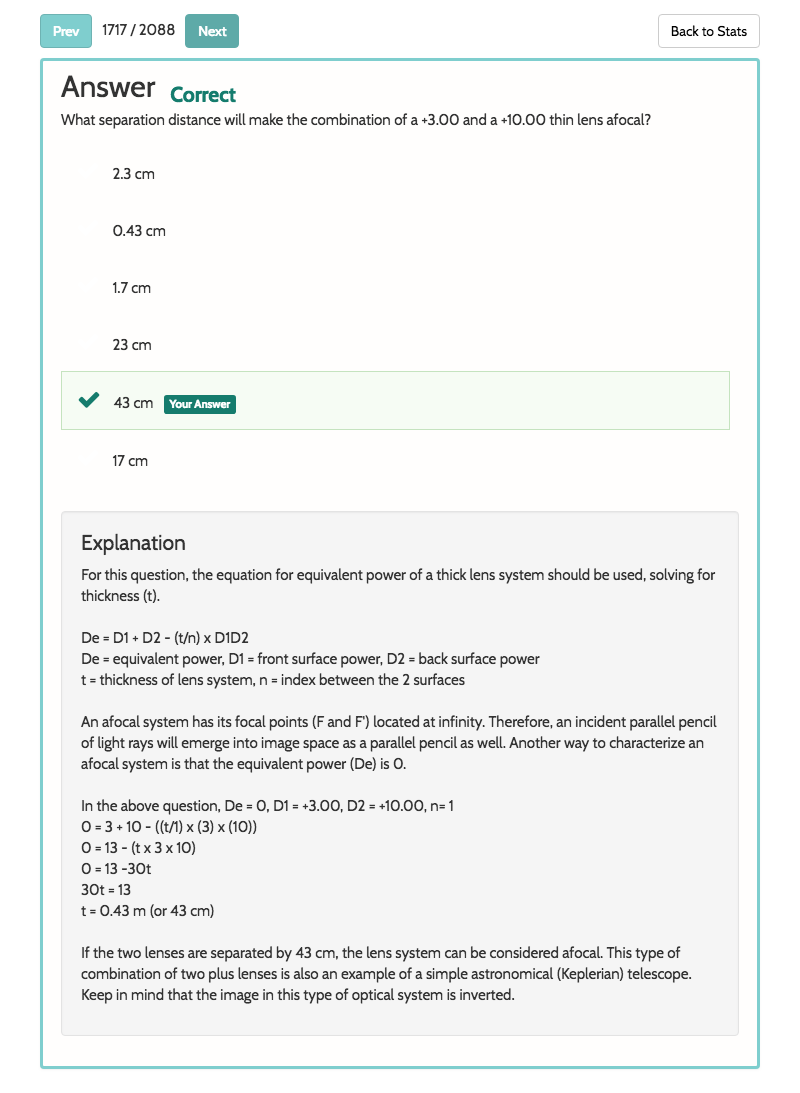 Prev 1717 / 2088 Next Back to Stats
Answer Correct
What separation distance will make the combination of a +3.00 and a +10.00 thin lens afocal?
2.3 cm
0.43 cm
1.7 cm
23 cm
43 cm Your Answer
17 cm
Explanation
For this question, the equation for equivalent power of a thick lens system should be used, solving for
thickness (t).
De = D1 + D2 - (t/n) x D1D2
De = equivalent power, D1 = front surface power, D2 = back surface power
t = thickness of lens system, n = index between the 2 surfaces
An afocal system has its focal points (F and F') located at infinity. Therefore, an incident parallel pencil
of light rays will emerge into image space as a parallel pencil as well. Another way to characterize an
afocal system is that the equivalent power (De) is 0.
In the above question, De = 0, D1 = +3.00, D2 = +10.00, n= 1
0 = 3 + 10 - ((t/1) x (3) x (10))
0 = 13 - (t x 3 x 10)
0 = 13 -30t
30t = 13
t = 0.43 m (or 43 cm)
If the two lenses are separated by 43 cm, the lens system can be considered afocal. This type of
combination of two plus lenses is also an example of a simple astronomical (Keplerian) telescope.
Keep in mind that the image in this type of optical system is inverted.